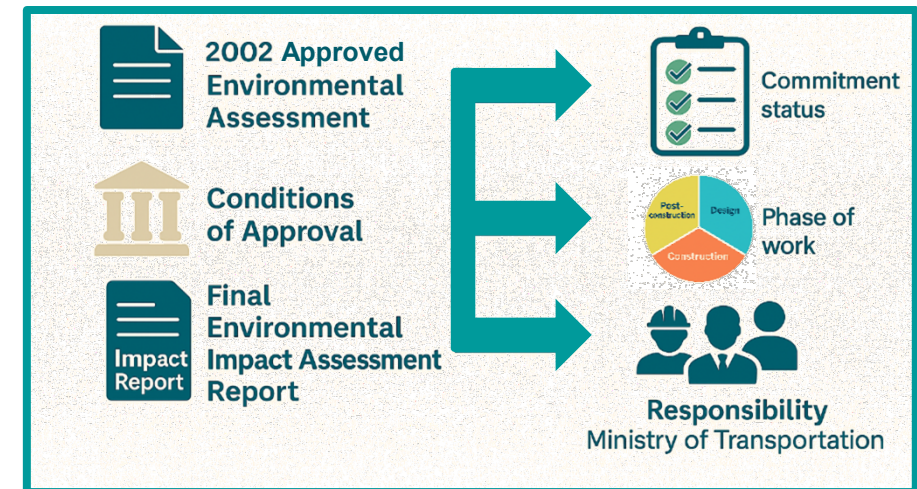 2002 Approved
Environmental
Assessment
Conditions
of Approval
Impact
Report
Final
Environmental
Impact Assessment
Report
Commitment
status
Post-
construction
Design
Construction
Phase of
work
Responsibility
Ministry of Transportation